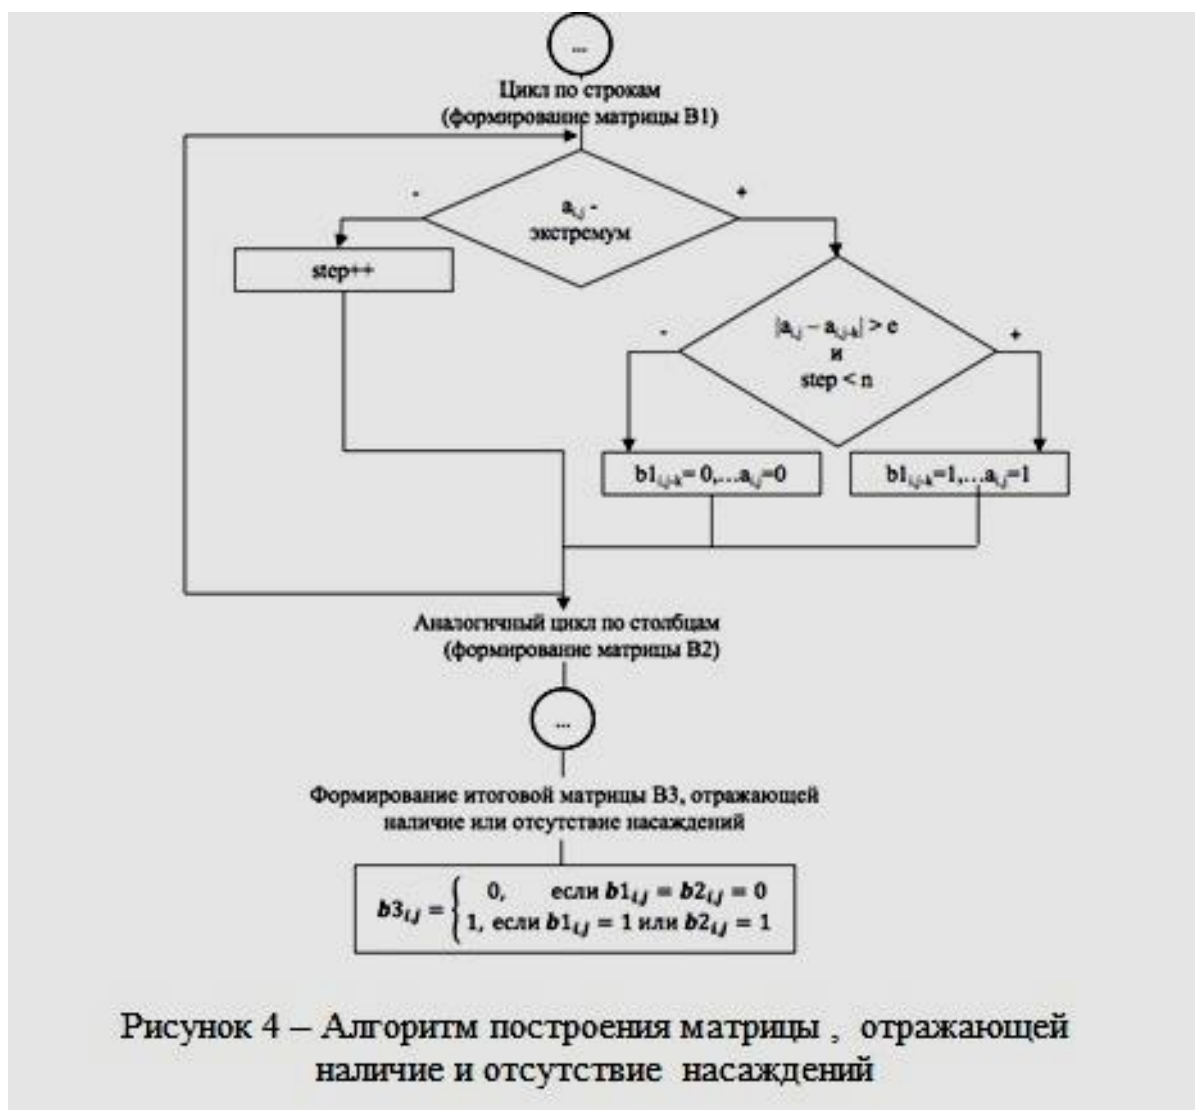 ...
Цикл по строкам
(формирование матрицы B1)
-
+
a_{i,j} -
экстремум
step++
|a_{i,j} – a_{i,j-k}| > e
и
step < n
-
+
b1_{i,j-k}= 0,…a_{i,j}=0
b1_{i,j-k}=1,…a_{i,j}=1
Аналогичный цикл по столбцам
(формирование матрицы B2)
...
Формирование итоговой матрицы B3, отражающей
наличие или отсутствие насаждений
b3_{i,j} = { 0, если b1_{i,j} = b2_{i,j} = 0
1, если b1_{i,j} = 1 или b2_{i,j} = 1
Рисунок 4 – Алгоритм построения матрицы , отражающей
наличие и отсутствие насаждений